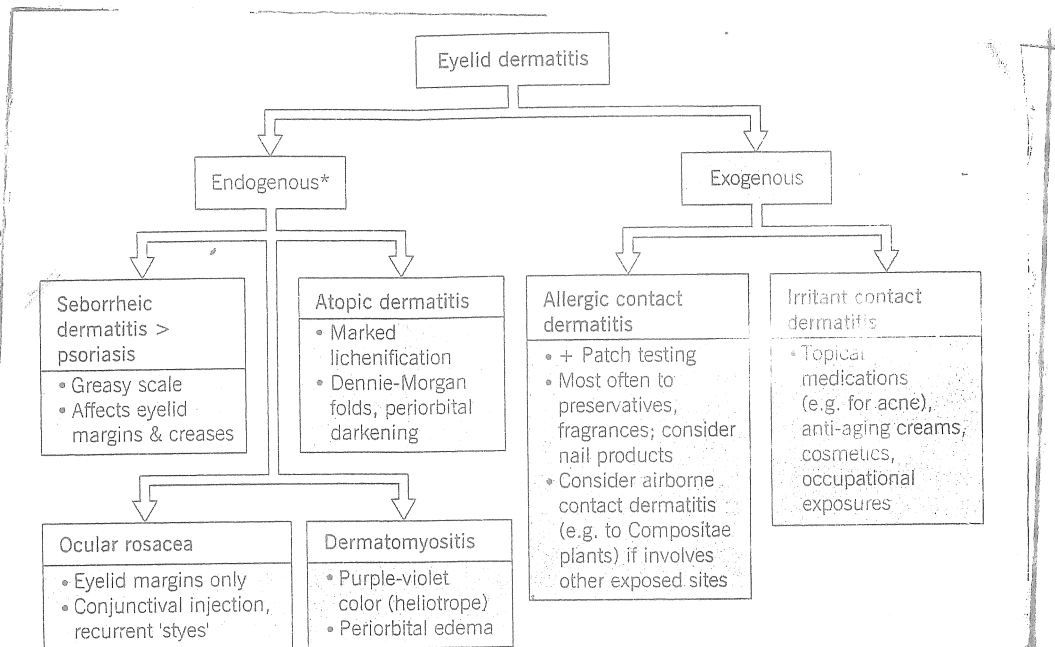 Eyelid dermatitis
Endogenous*
Exogenous
Seborrheic
dermatitis >
psoriasis
• Greasy scale
• Affects eyelid
margins & creases
Atopic dermatitis
• Marked
lichenification
• Dennie-Morgan
folds, periorbital
darkening
Allergic contact
dermatitis
• + Patch testing
• Most often to
preservatives,
fragrances; consider
nail products
• Consider airborne
contact dermatitis
(e.g. to Compositae
plants) if involves
other exposed sites
Irritant contact
dermatitis
• Topical
medications
(e.g. for acne),
anti-aging creams,
cosmetics,
occupational
exposures
Ocular rosacea
• Eyelid margins only
• Conjunctival injection,
recurrent 'styes'
Dermatomyositis
• Purple-violet
color (heliotrope)
• Periorbital edema